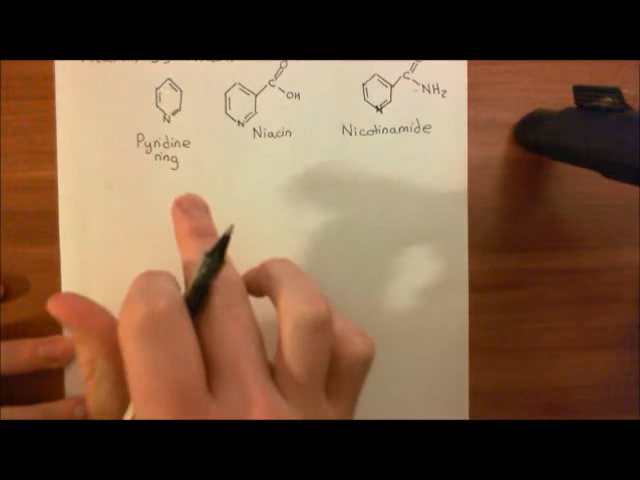 O O
C C
OH NH₂
N N N
Pyridine Niacin Nicotinamide
ring